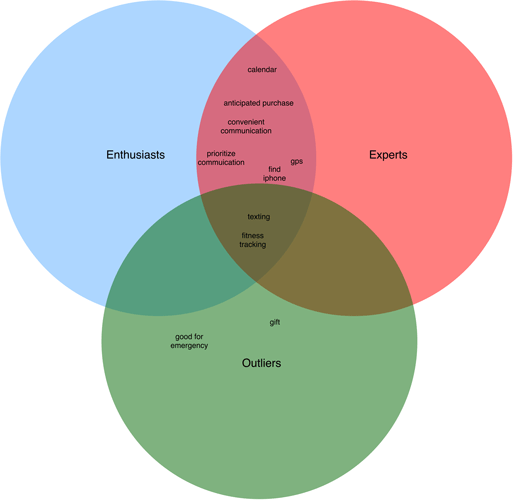 calendar
anticipated purchase
convenient
communication
Enthusiasts
prioritize
commuication
gps
Experts
find
iphone
texting
fitness
tracking
gift
good for
emergency
Outliers